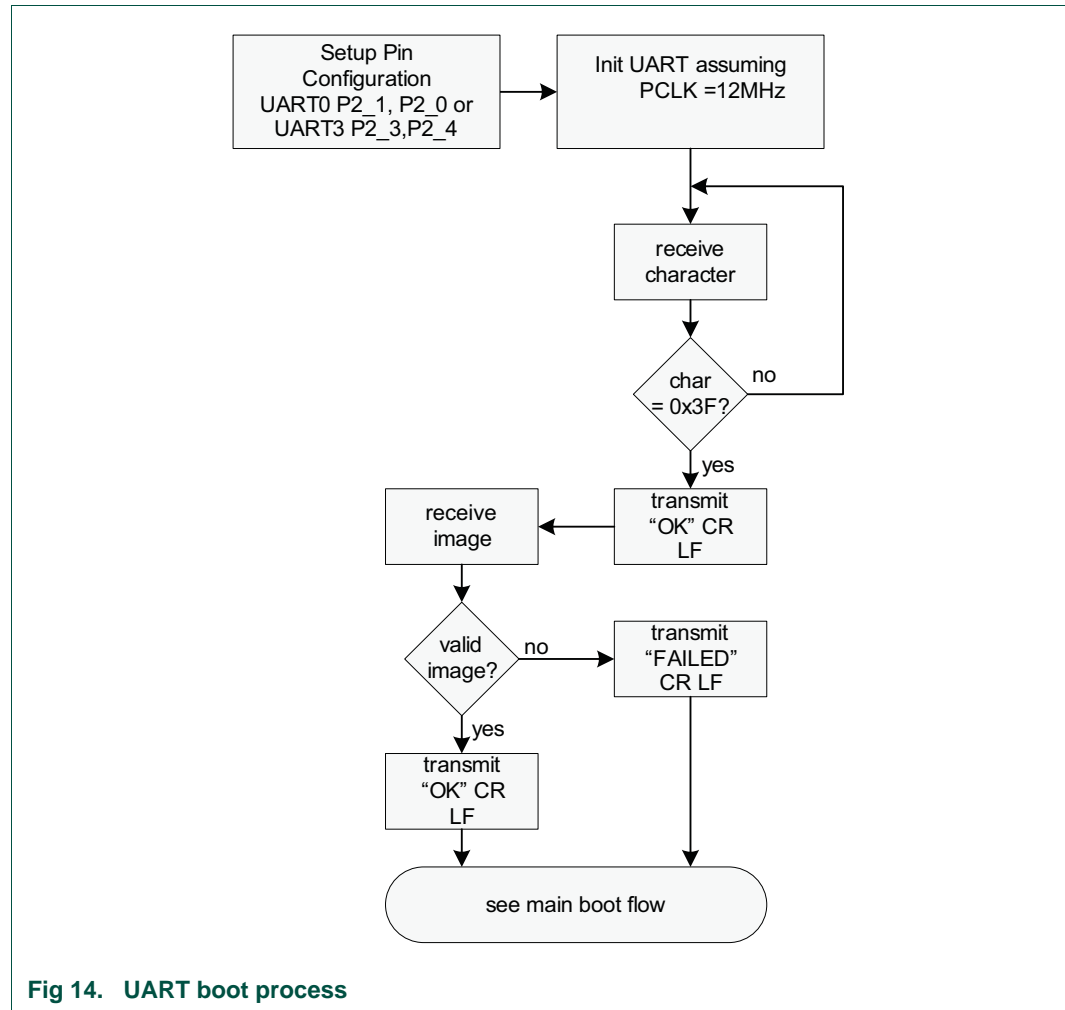 Setup Pin
Configuration
UART0 P2_1, P2_0 or
UART3 P2_3,P2_4
Init UART assuming
PCLK =12MHz
receive
character
char
= 0x3F?
no
yes
transmit
“OK” CR
LF
receive
image
valid
image?
no
transmit
“FAILED”
CR LF
yes
transmit
“OK” CR
LF
see main boot flow
Fig 14. UART boot process